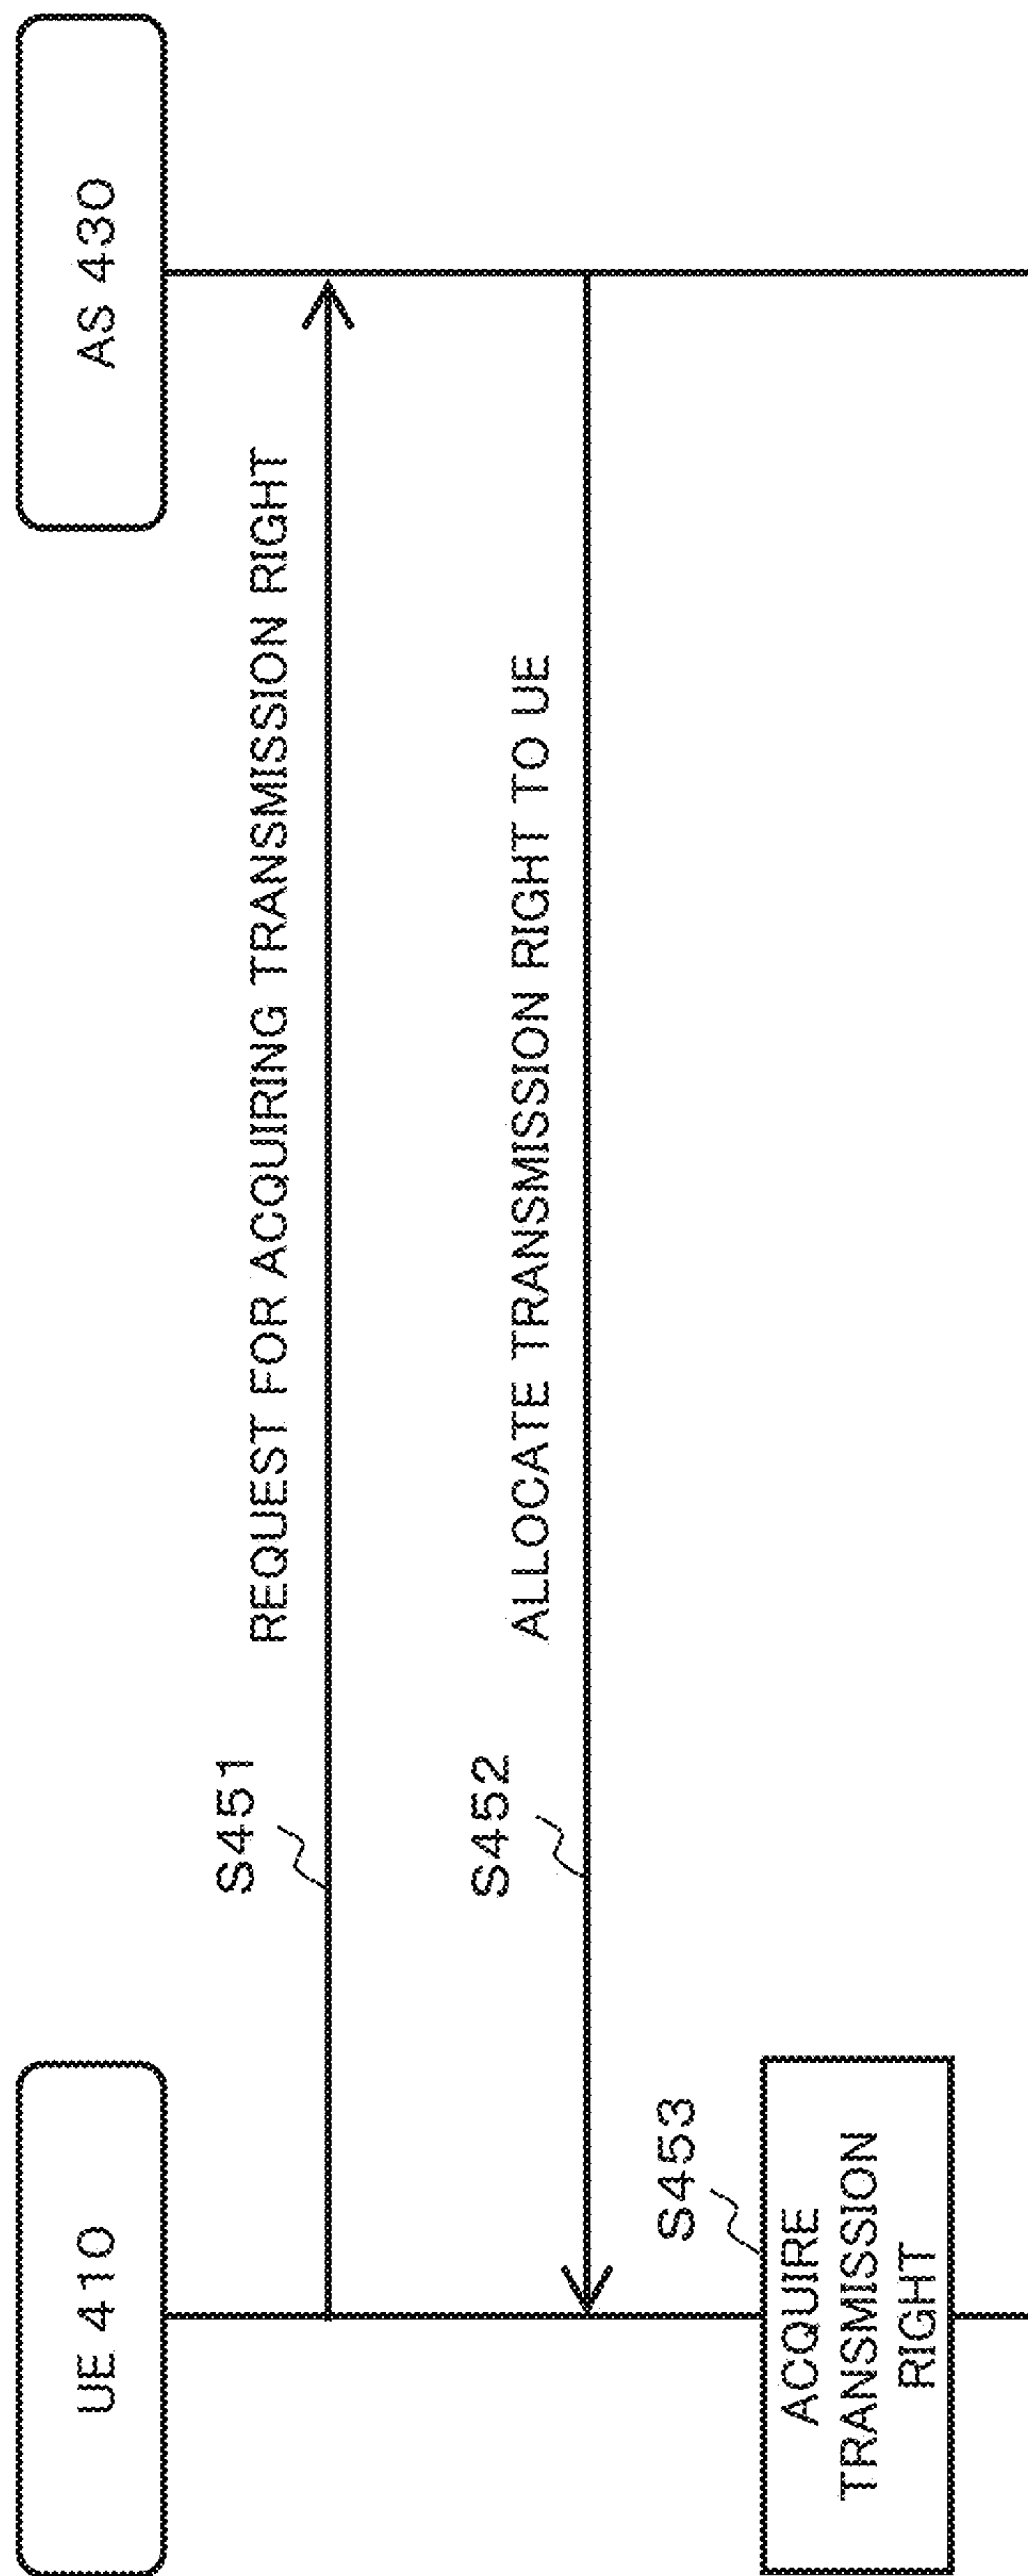 UE 410
AS 430
S451
REQUEST FOR ACQUIRING TRANSMISSION RIGHT
S452
ALLOCATE TRANSMISSION RIGHT TO UE
S453
ACQUIRE
TRANSMISSION
RIGHT